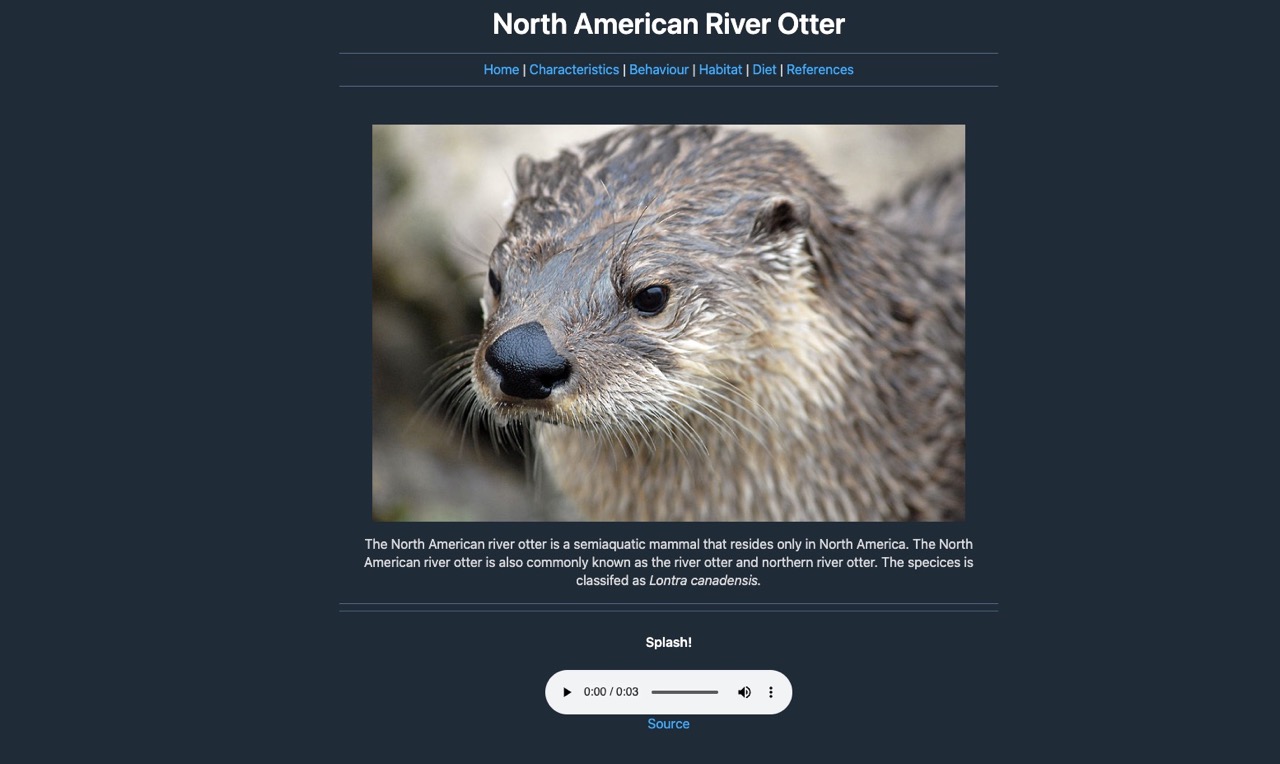 North American River Otter
Home | Characteristics | Behaviour | Habitat | Diet | References
The North American river otter is a semiaquatic mammal that resides only in North America. The North
American river otter is also commonly known as the river otter and northern river otter. The specices is
classifed as Lontra canadensis.
Splash!
0:00 / 0:03
Source